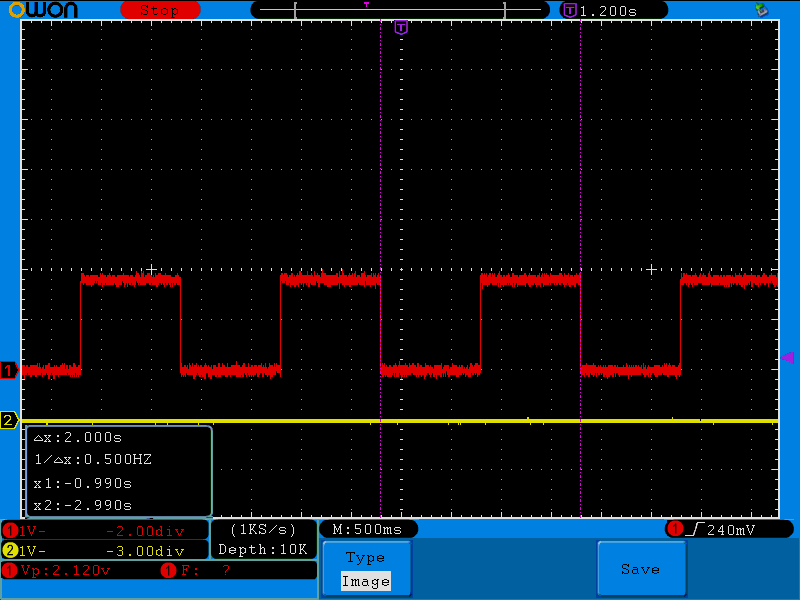 OWON Stop T T 1.200s
T
1
2
△x:2.000s
1/△x:0.500HZ
x1:-0.990s
x2:-2.990s
1 1V- -2.00div (1KS/s) M:500ms 1 240mV
2 1V- -3.00div Depth:10K
1 Vp:2.120v 1 F: ?
Type
Image
Save